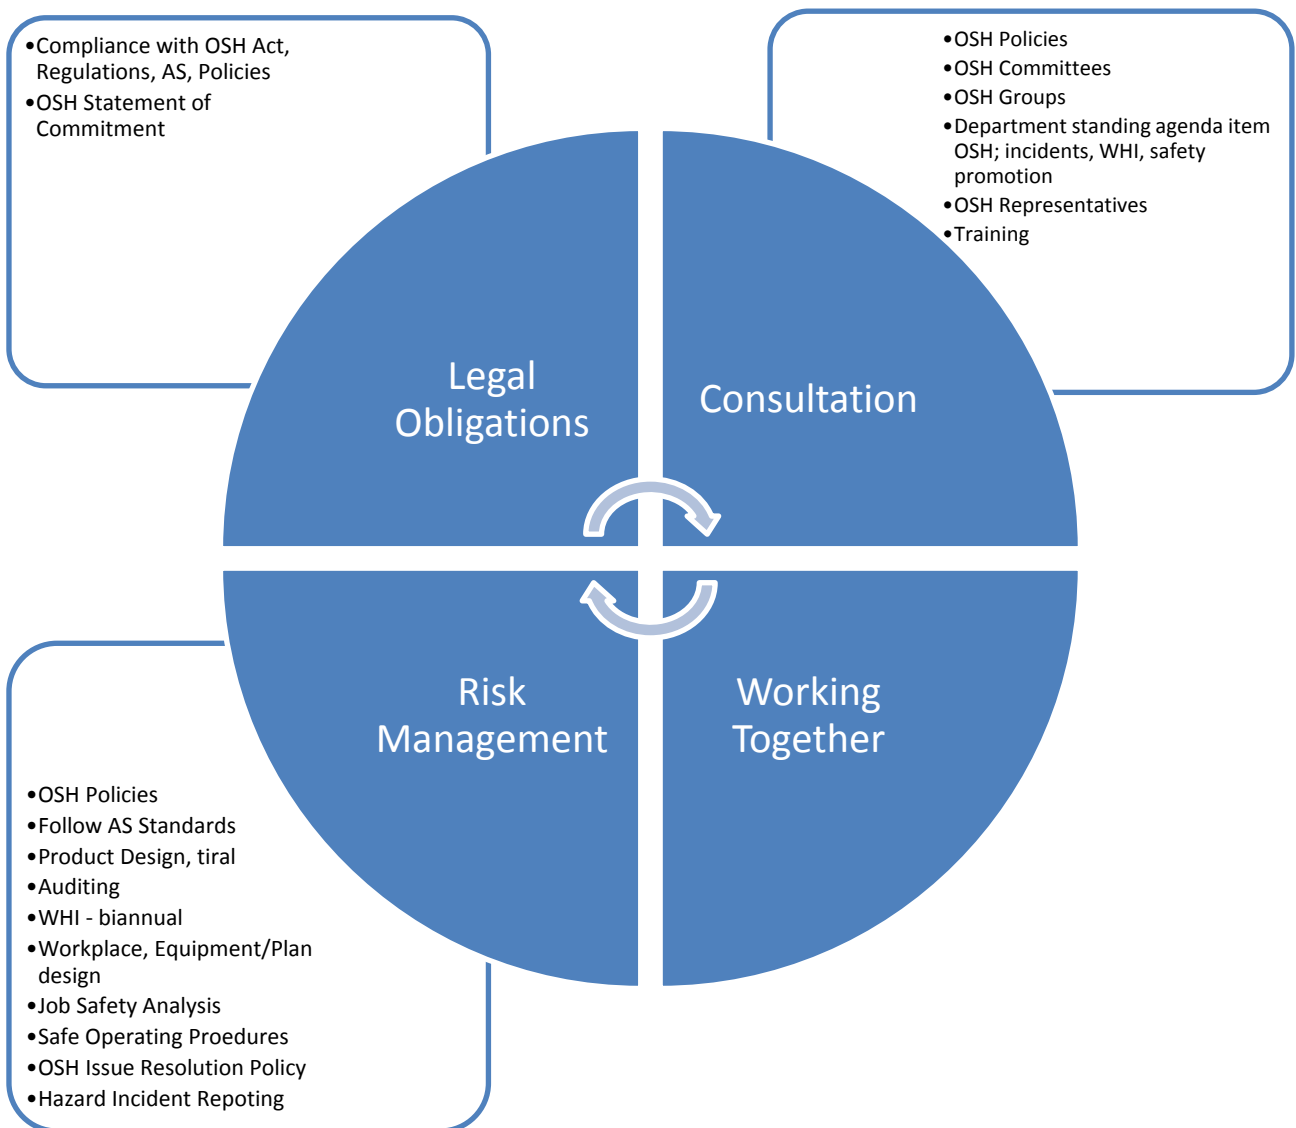 •Compliance with OSH Act,
Regulations, AS, Policies
•OSH Statement of
Commitment
•OSH Policies
•OSH Committees
•OSH Groups
•Department standing agenda item
OSH; incidents, WHI, safety
promotion
•OSH Representatives
•Training
Legal
Obligations
Consultation
Risk
Management
Working
Together
•OSH Policies
•Follow AS Standards
•Product Design, tiral
•Auditing
•WHI - biannual
•Workplace, Equipment/Plan
design
•Job Safety Analysis
•Safe Operating Proedures
•OSH Issue Resolution Policy
•Hazard Incident Repoting